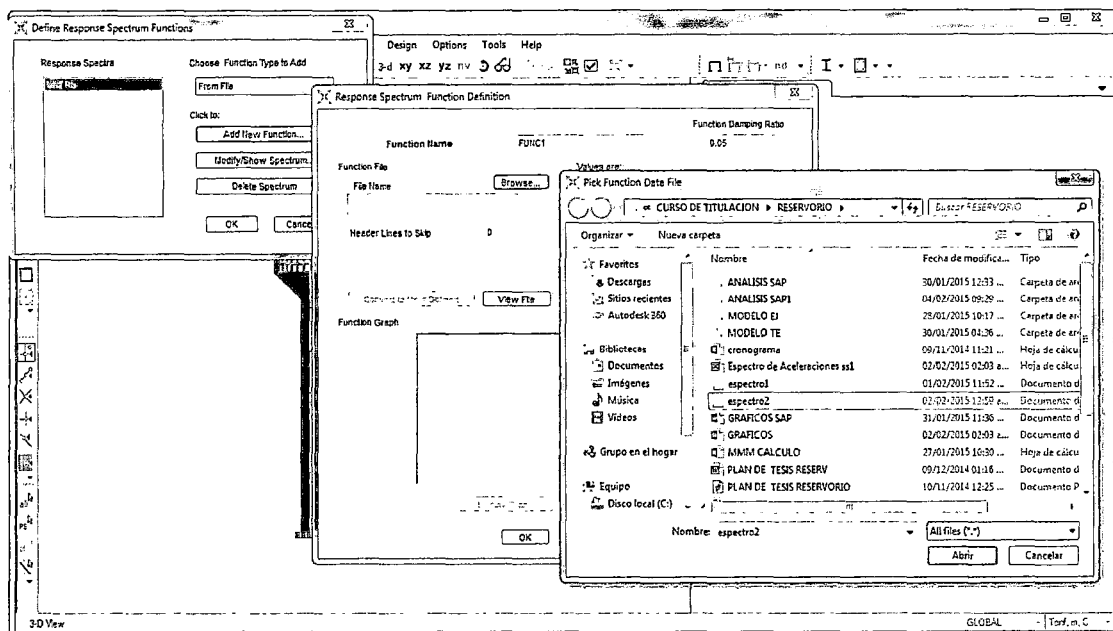 Define Response Spectrum Functions
Response Spectra
Choose Function Type to Add
From File
Click to:
Add New Function...
Modify/Show Spectrum...
Delete Spectrum
OK
Cance
Design Options Tools Help
3-d xy xz yz nv
nd
Response Spectrum Function Definition
Function Damping Ratio
Function Name
FUNC1
0.05
Function File
Values are:
File Name
Browse...
Header Lines to Skip
0
View File
Function Graph
OK
Pick Function Data File
« CURSO DE TITULACION ▸ RESERVORIO ▸
Buscar RESERVORIO
Organizar
Nueva carpeta
Favoritos
Descargas
Sitios recientes
Autodesk 360
Bibliotecas
Documentos
Imágenes
Música
Vídeos
Grupo en el hogar
Equipo
Disco local (C:)
Nombre
Fecha de modifica...
Tipo
ANALISIS SAP 30/01/2015 12:33 ... Carpeta de ar
ANALISIS SAP1 04/02/2015 09:29 ... Carpeta de ar
MODELO EJ 28/01/2015 10:17 ... Carpeta de ar
MODELO TE 30/01/2015 04:36 ... Carpeta de ar
cronograma 09/11/2014 11:21 ... Hoja de cálcu
Espectro de Aceleraciones ss1 02/02/2015 02:03 a... Hoja de cálcu
espectro1 01/02/2015 11:52 ... Documento d
espectro2 02/02/2015 12:59 a... Documento d
GRAFICOS SAP 31/01/2015 11:36 ... Documento d
GRAFICOS 02/02/2015 02:03 a... Documento d
MMM CALCULO 27/01/2015 10:30 ... Hoja de cálcu
PLAN DE TESIS RESERV 09/12/2014 01:16 ... Documento d
PLAN DE TESIS RESERVORIO 10/11/2014 12:25 ... Documento P
Nombre: espectro2
All files (*.*)
Abrir
Cancelar
3-D View
GLOBAL
Tonf, m, C